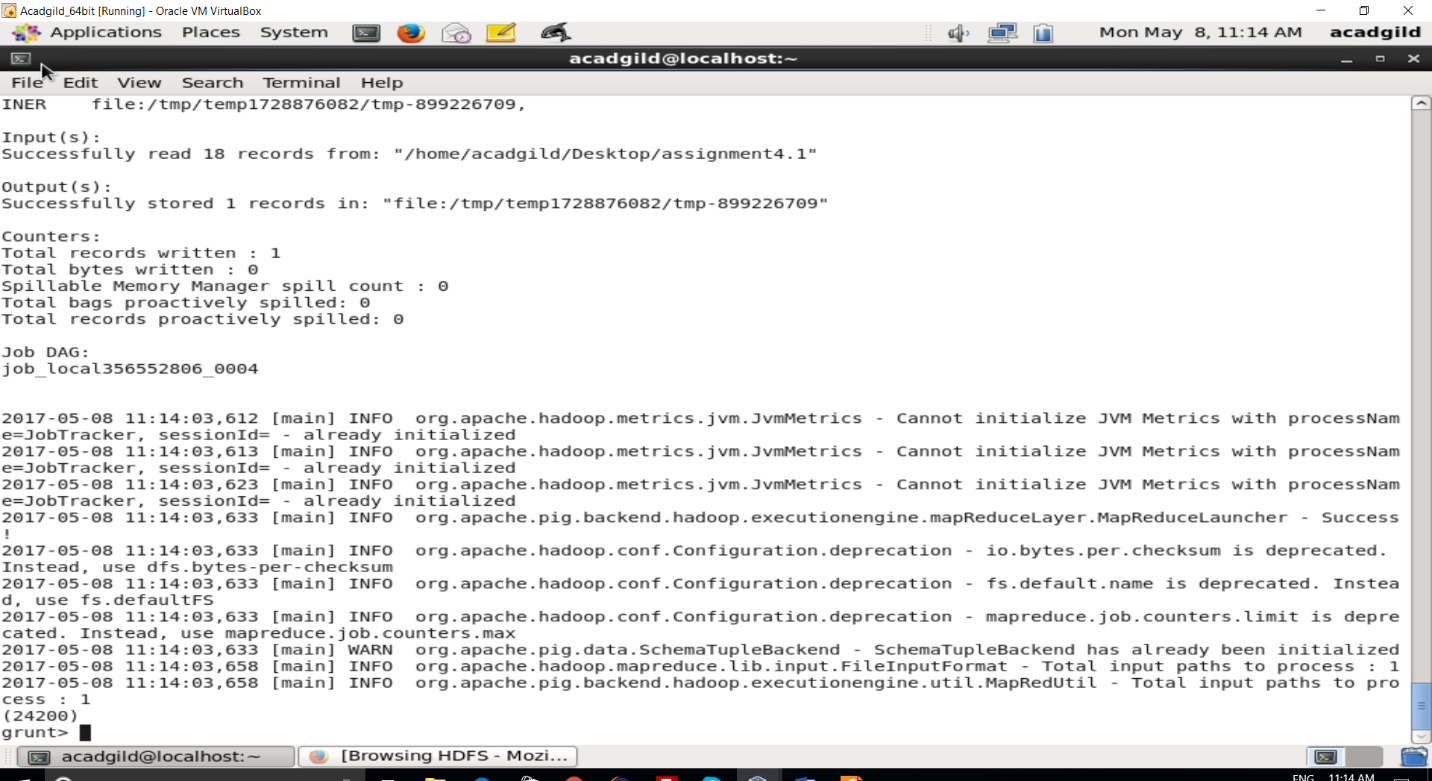 Acadgild_64bit [Running] - Oracle VM VirtualBox
Applications Places System Mon May 8, 11:14 AM acadgild
acadgild@localhost:~
File Edit View Search Terminal Help
INER file:/tmp/temp1728876082/tmp-899226709,
Input(s):
Successfully read 18 records from: "/home/acadgild/Desktop/assignment4.1"
Output(s):
Successfully stored 1 records in: "file:/tmp/temp1728876082/tmp-899226709"
Counters:
Total records written : 1
Total bytes written : 0
Spillable Memory Manager spill count : 0
Total bags proactively spilled: 0
Total records proactively spilled: 0
Job DAG:
job_local356552806_0004
2017-05-08 11:14:03,612 [main] INFO org.apache.hadoop.metrics.jvm.JvmMetrics - Cannot initialize JVM Metrics with processNam
e=JobTracker, sessionId= - already initialized
2017-05-08 11:14:03,613 [main] INFO org.apache.hadoop.metrics.jvm.JvmMetrics - Cannot initialize JVM Metrics with processNam
e=JobTracker, sessionId= - already initialized
2017-05-08 11:14:03,623 [main] INFO org.apache.hadoop.metrics.jvm.JvmMetrics - Cannot initialize JVM Metrics with processNam
e=JobTracker, sessionId= - already initialized
2017-05-08 11:14:03,633 [main] INFO org.apache.pig.backend.hadoop.executionengine.mapReduceLayer.MapReduceLauncher - Success
!
2017-05-08 11:14:03,633 [main] INFO org.apache.hadoop.conf.Configuration.deprecation - io.bytes.per.checksum is deprecated.
Instead, use dfs.bytes-per-checksum
2017-05-08 11:14:03,633 [main] INFO org.apache.hadoop.conf.Configuration.deprecation - fs.default.name is deprecated. Instea
d, use fs.defaultFS
2017-05-08 11:14:03,633 [main] INFO org.apache.hadoop.conf.Configuration.deprecation - mapreduce.job.counters.limit is depre
cated. Instead, use mapreduce.job.counters.max
2017-05-08 11:14:03,633 [main] WARN org.apache.pig.data.SchemaTupleBackend - SchemaTupleBackend has already been initialized
2017-05-08 11:14:03,658 [main] INFO org.apache.hadoop.mapreduce.lib.input.FileInputFormat - Total input paths to process : 1
2017-05-08 11:14:03,658 [main] INFO org.apache.pig.backend.hadoop.executionengine.util.MapRedUtil - Total input paths to pro
cess : 1
(24200)
grunt>
acadgild@localhost:~ [Browsing HDFS - Mozi...
ENG 11:14 AM